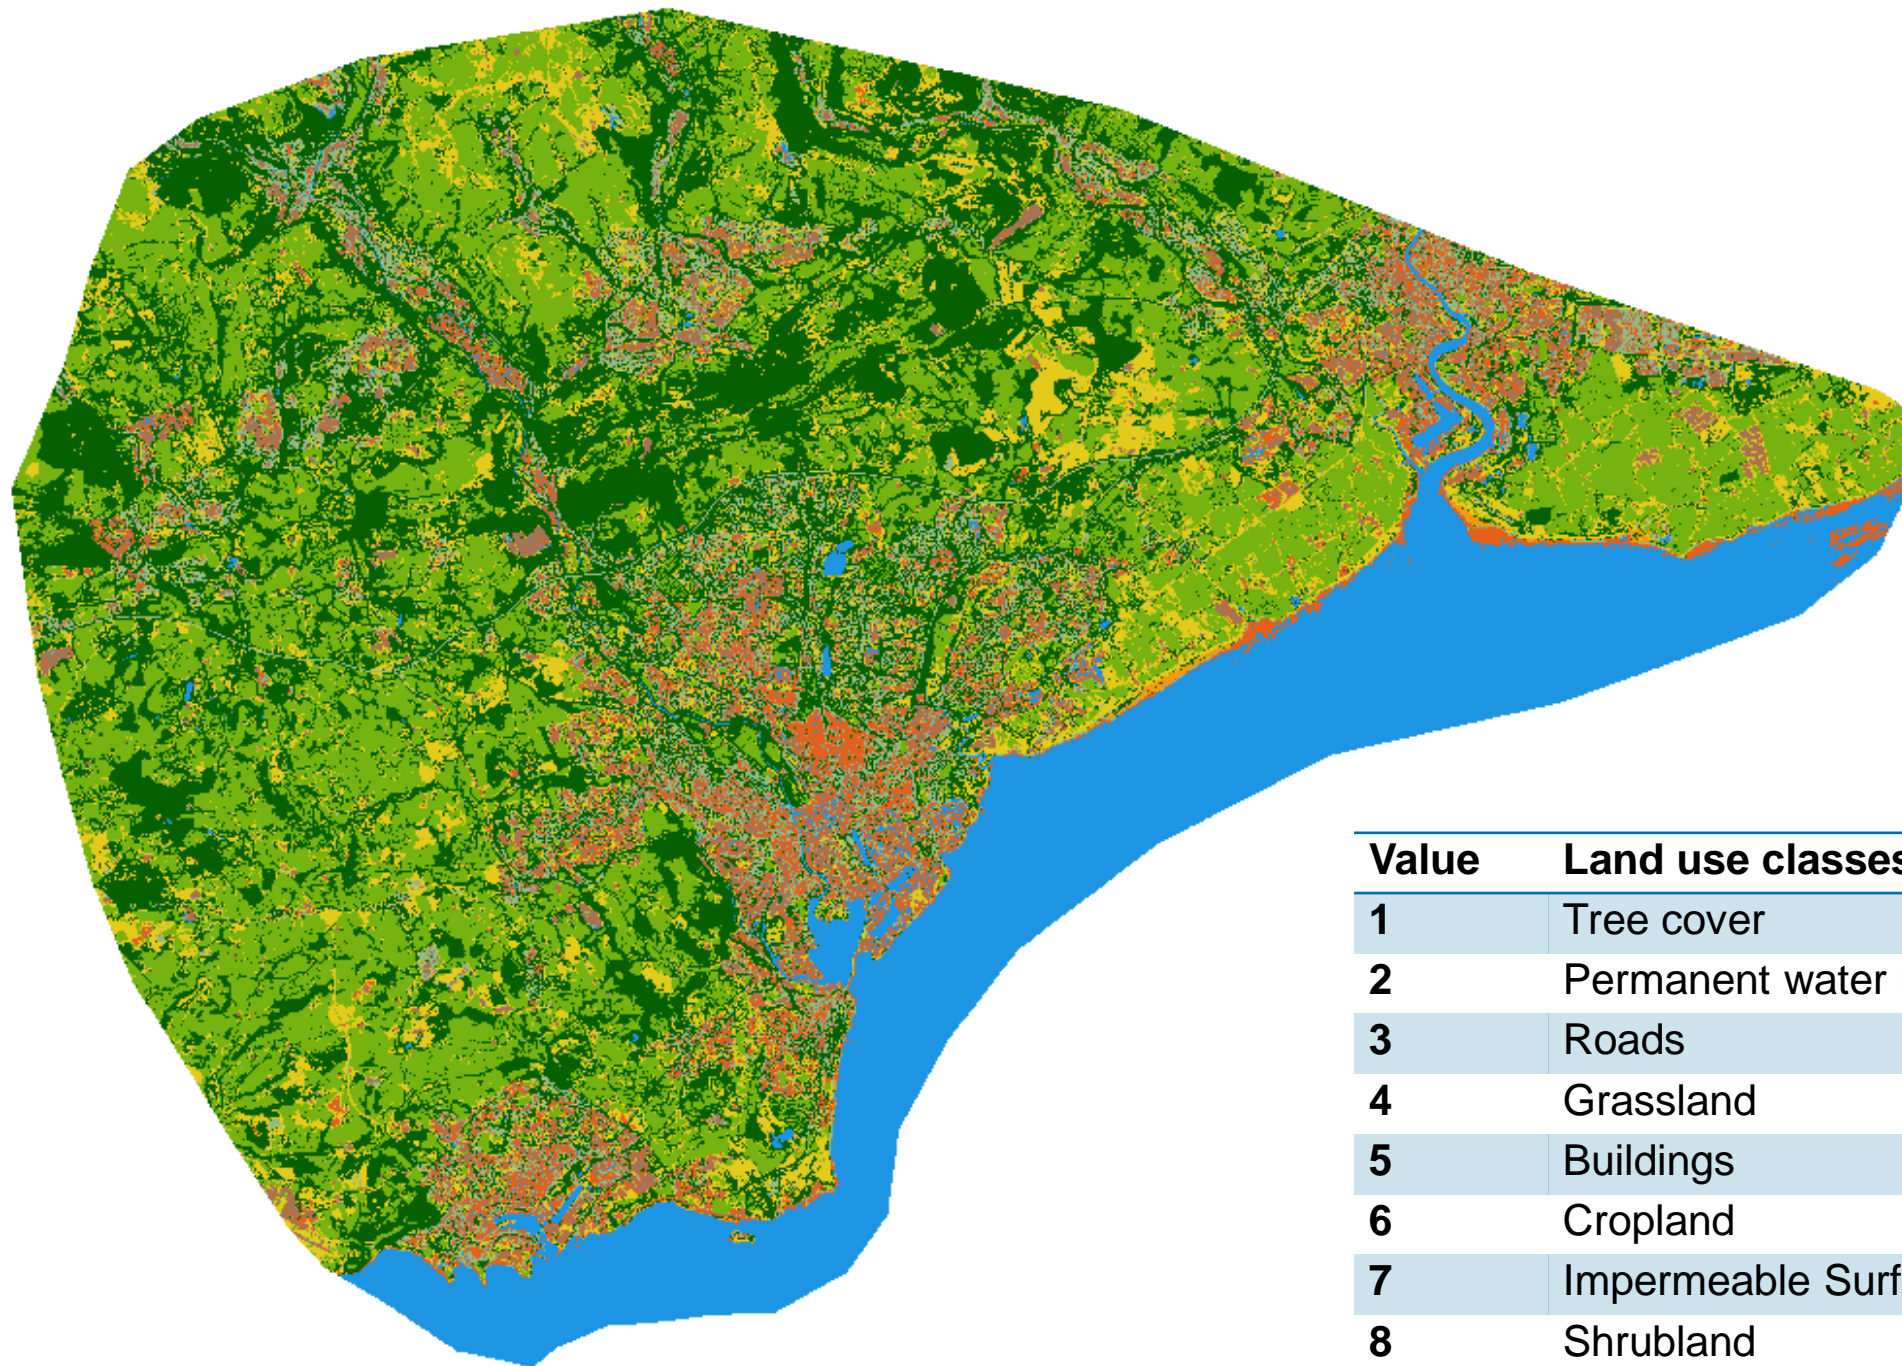 Value Land use classes
1 Tree cover
2 Permanent water
3 Roads
4 Grassland
5 Buildings
6 Cropland
7 Impermeable Surf
8 Shrubland